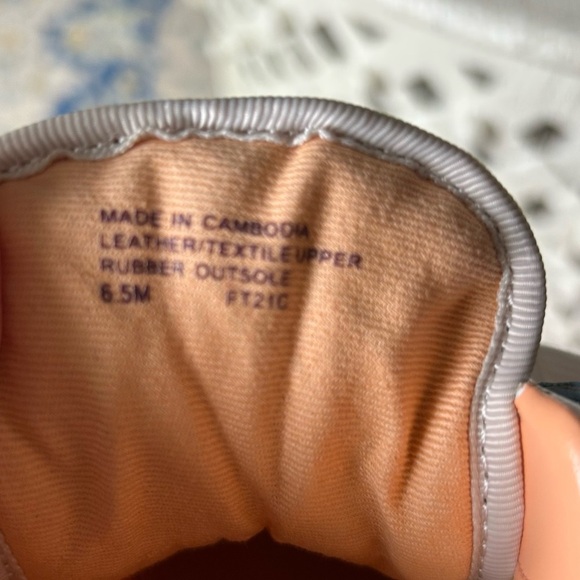 MADE IN CAMBODIA
LEATHER/TEXTILE UPPER
RUBBER OUTSOLE
6.5M FT21C